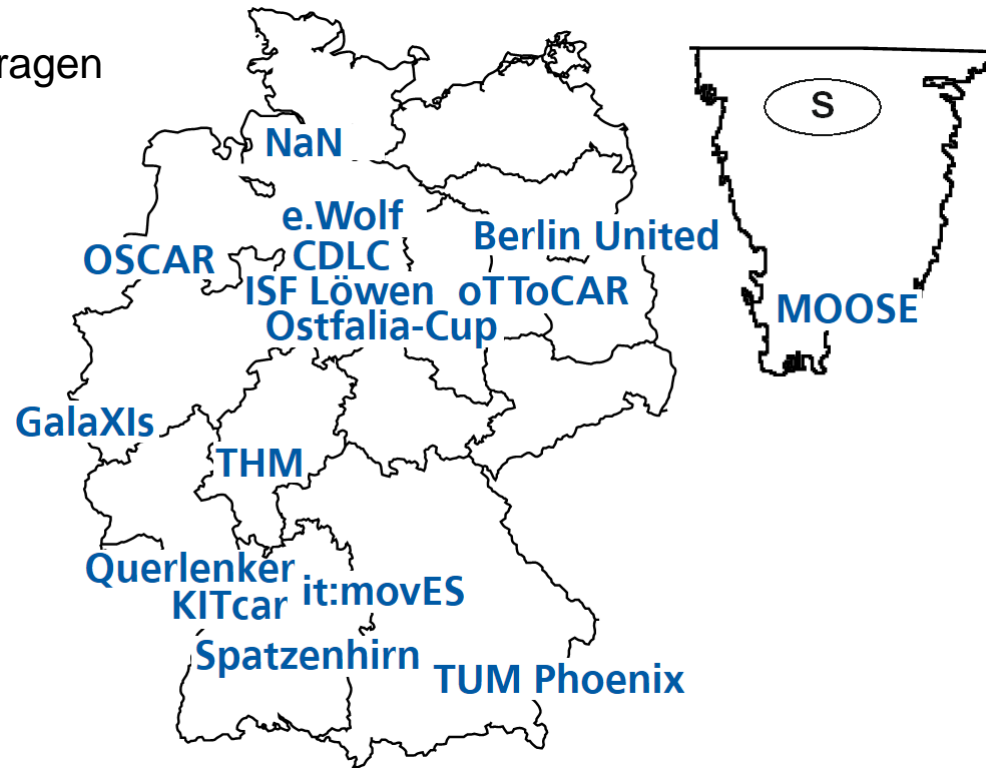 ragen
S
NaN
e.Wolf
Berlin United
OSCAR
CDLC
ISF Löwen
oTToCAR
MOOSE
Ostfalia-Cup
GalaXIs
THM
Querlenker
it:movES
KITcar
Spatzenhirn
TUM Phoenix